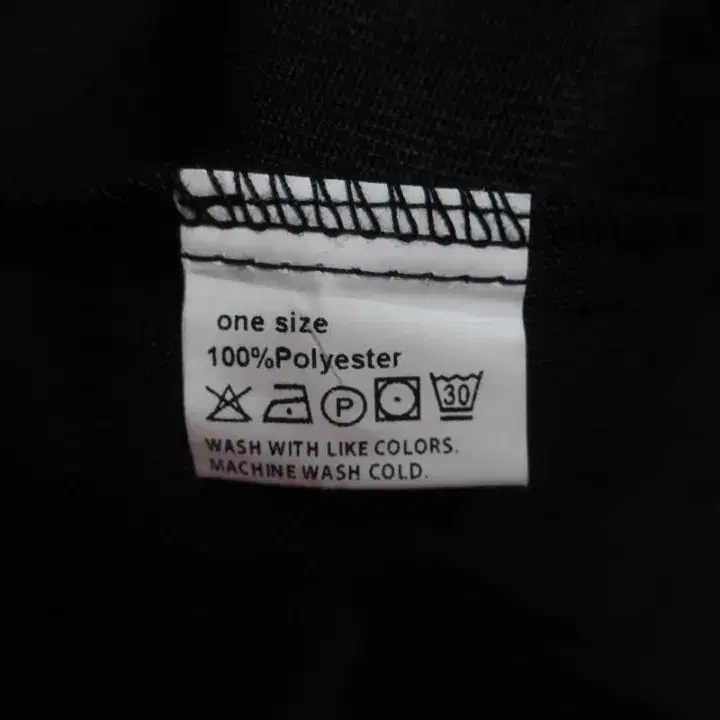 one size
100%Polyester
P 30
WASH WITH LIKE COLORS.
MACHINE WASH COLD.